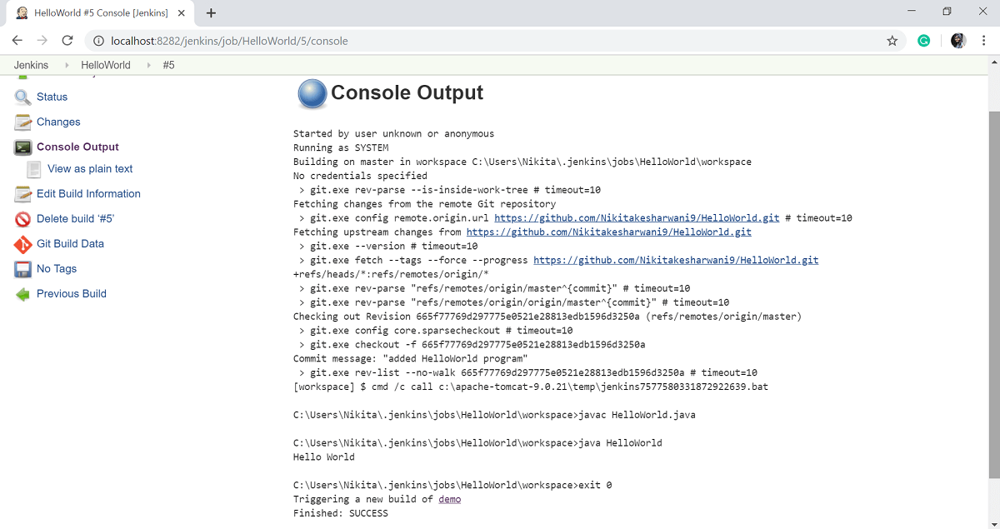 HelloWorld #5 Console [Jenkins]
localhost:8282/jenkins/job/HelloWorld/5/console
Jenkins HelloWorld #5
Status
Changes
Console Output
View as plain text
Edit Build Information
Delete build ‘#5’
Git Build Data
No Tags
Previous Build
Console Output
Started by user unknown or anonymous
Running as SYSTEM
Building on master in workspace C:\Users\Nikita\.jenkins\jobs\HelloWorld\workspace
No credentials specified
> git.exe rev-parse --is-inside-work-tree # timeout=10
Fetching changes from the remote Git repository
> git.exe config remote.origin.url https://github.com/Nikitakesharwani9/HelloWorld.git # timeout=10
Fetching upstream changes from https://github.com/Nikitakesharwani9/HelloWorld.git
> git.exe --version # timeout=10
> git.exe fetch --tags --force --progress https://github.com/Nikitakesharwani9/HelloWorld.git
+refs/heads/*:refs/remotes/origin/*
> git.exe rev-parse "refs/remotes/origin/master^{commit}" # timeout=10
> git.exe rev-parse "refs/remotes/origin/origin/master^{commit}" # timeout=10
Checking out Revision 665f77769d297775e0521e28813edb1596d3250a (refs/remotes/origin/master)
> git.exe config core.sparsecheckout # timeout=10
> git.exe checkout -f 665f77769d297775e0521e28813edb1596d3250a
Commit message: "added HelloWorld program"
> git.exe rev-list --no-walk 665f77769d297775e0521e28813edb1596d3250a # timeout=10
[workspace] $ cmd /c call c:\apache-tomcat-9.0.21\temp\jenkins7577580331872922639.bat
C:\Users\Nikita\.jenkins\jobs\HelloWorld\workspace>javac HelloWorld.java
C:\Users\Nikita\.jenkins\jobs\HelloWorld\workspace>java HelloWorld
Hello World
C:\Users\Nikita\.jenkins\jobs\HelloWorld\workspace>exit 0
Triggering a new build of demo
Finished: SUCCESS